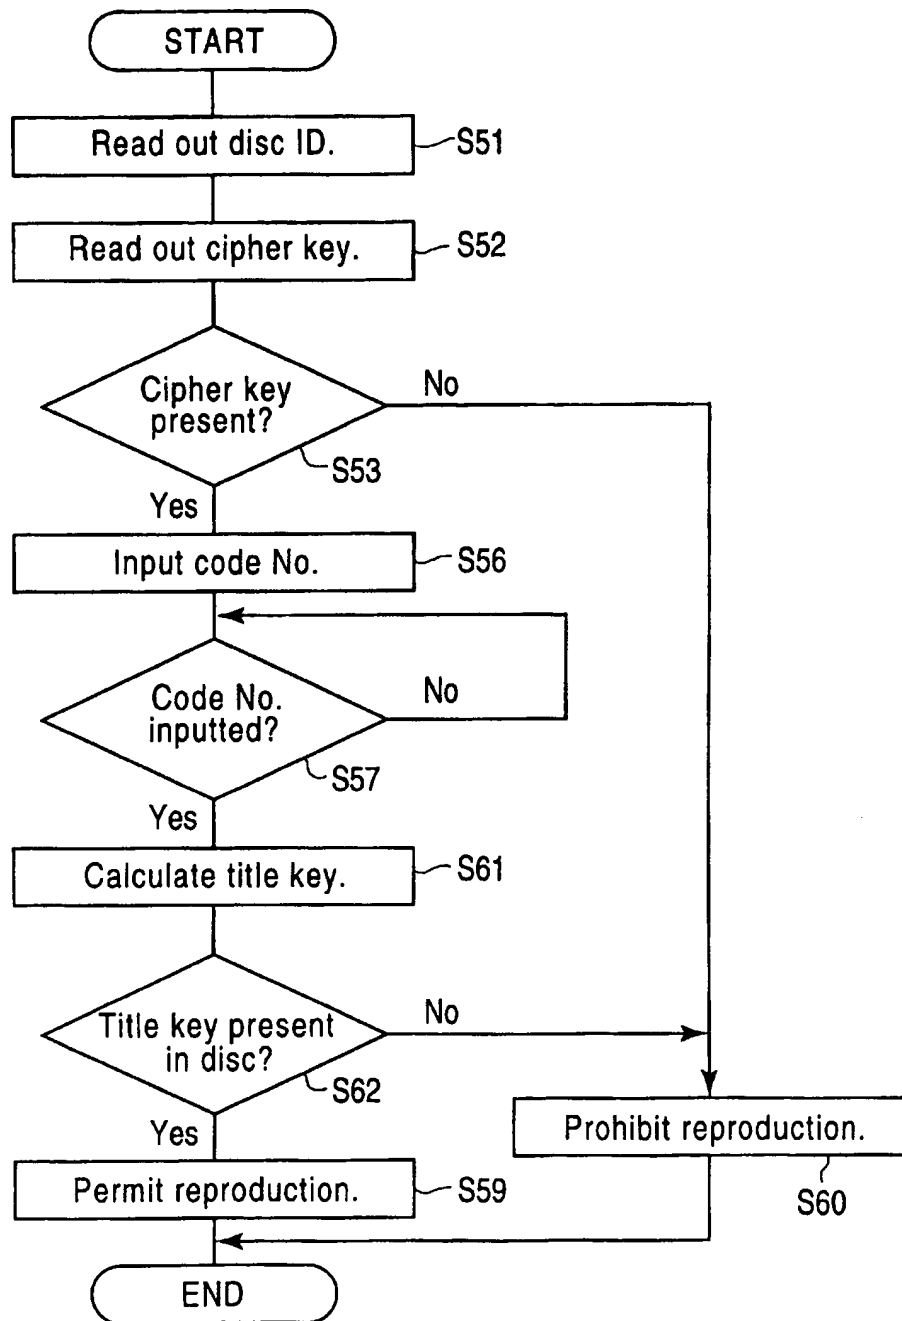 START
Read out disc ID.
S51
Read out cipher key.
S52
Cipher key
present?
No
S53
Yes
Input code No.
S56
Code No.
inputted?
No
S57
Yes
Calculate title key.
S61
Title key present
in disc?
No
S62
Yes
Prohibit reproduction.
S60
Permit reproduction.
S59
END